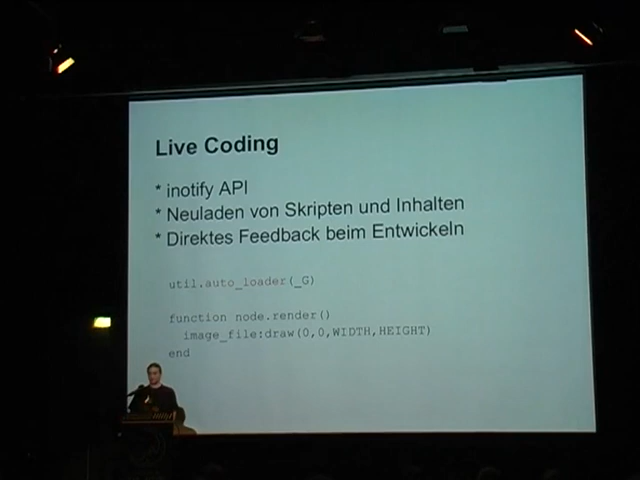 Live Coding
* inotify API
* Neuladen von Skripten und Inhalten
* Direktes Feedback beim Entwickeln
util.auto_loader(_G)
function node.render()
image_file:draw(0,0,WIDTH,HEIGHT)
end